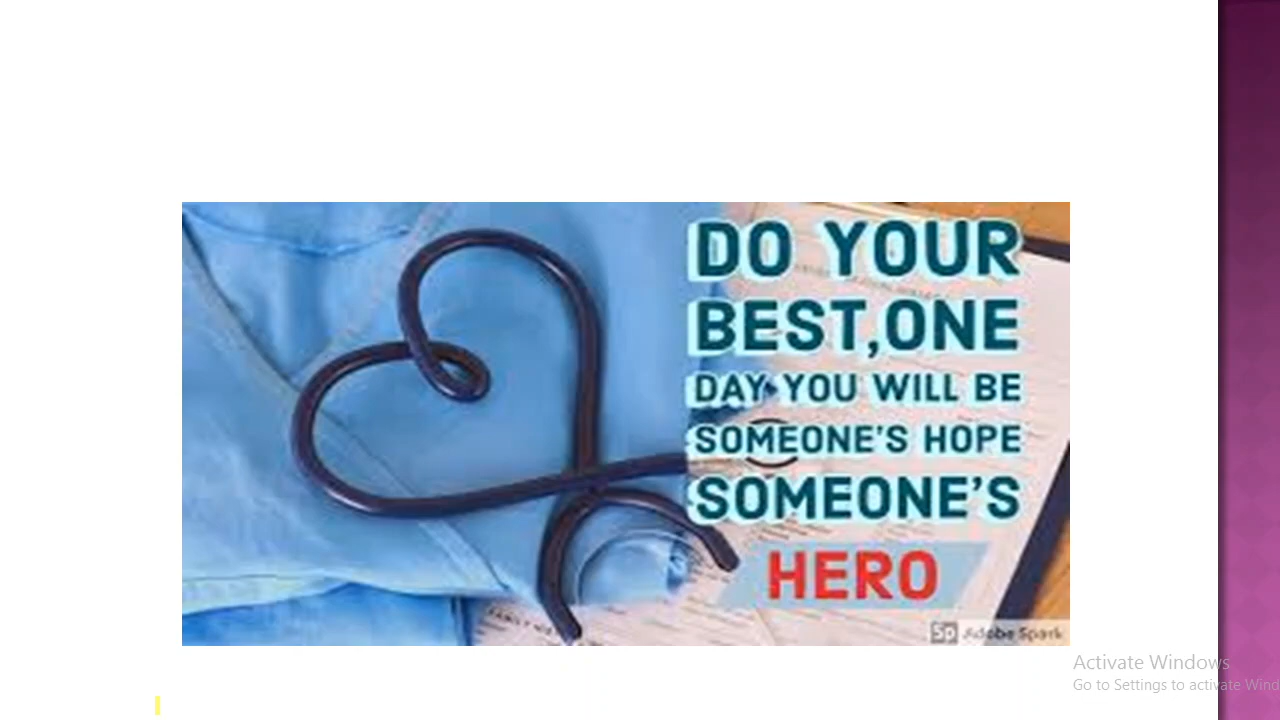 DO YOUR
BEST,ONE
DAY YOU WILL BE
SOMEONE'S HOPE
SOMEONE'S
HERO
Sp Adobe Spark
Activate Windows
Go to Settings to activate Wind